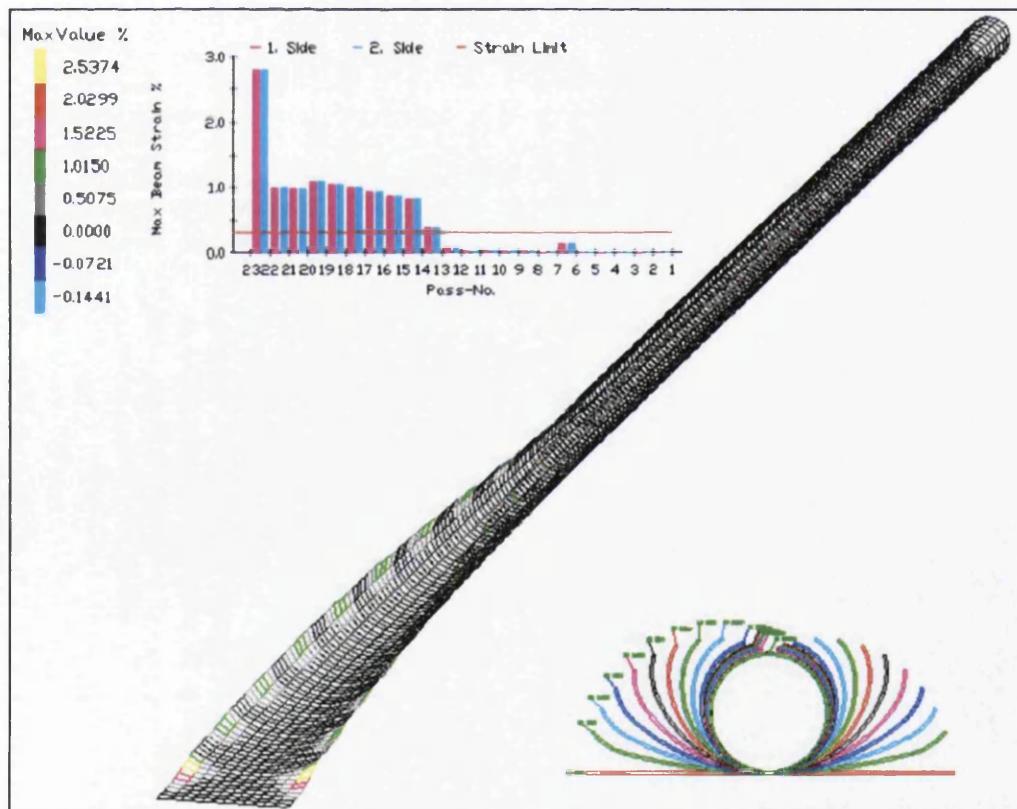 MaxValue %
2.5374
2.0299
1.5225
1.0150
0.5075
0.0000
-0.0721
-0.1441
1. Side 2. Side Strain Limit
Max Beam Strain %
3.0
2.0
1.0
0.0
23 22 21 20 19 18 17 16 15 14 13 12 11 10 9 8 7 6 5 4 3 2 1
Pass-No.